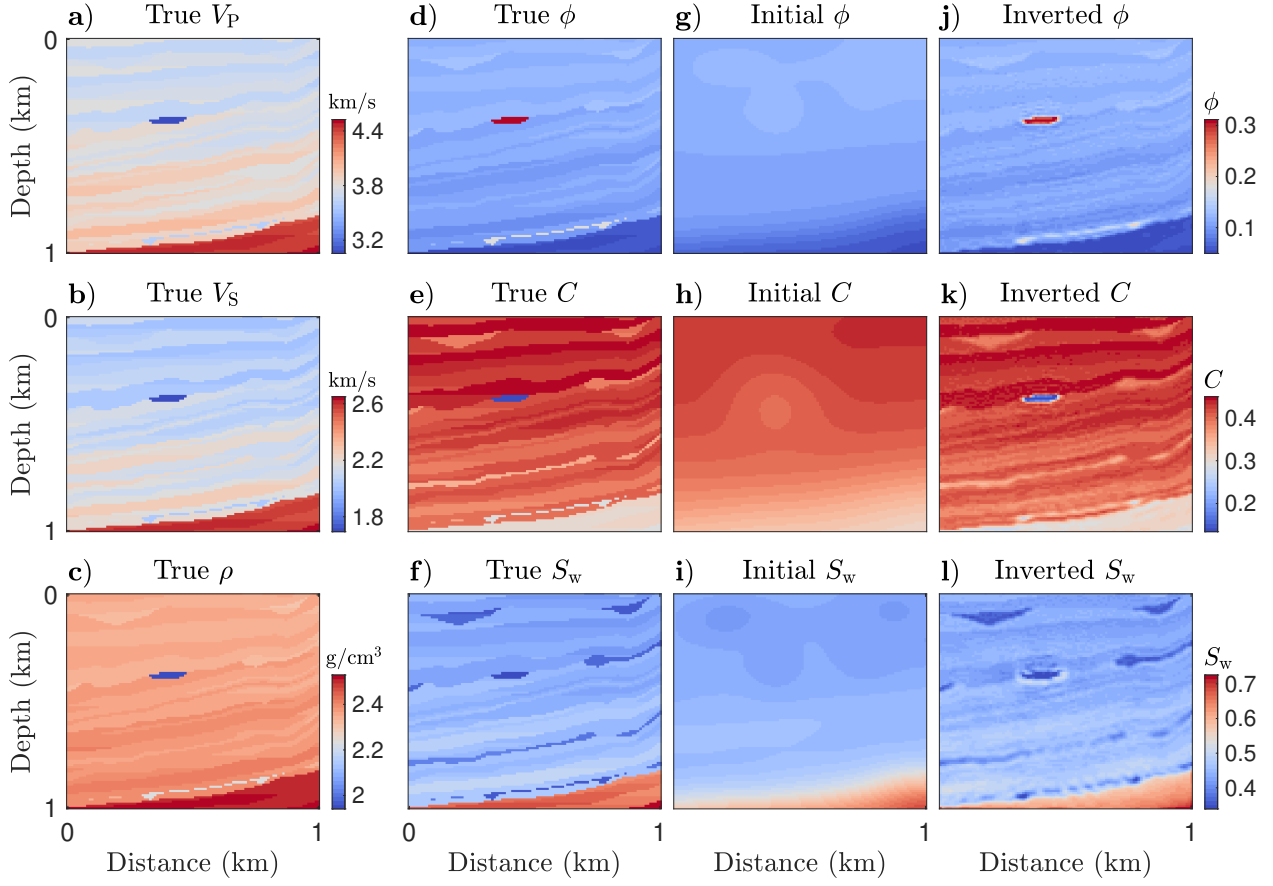 a) True V_P
d) True ϕ
g) Initial ϕ
j) Inverted ϕ
0
Depth (km)
1
km/s
4.4
3.8
3.2
ϕ
0.3
0.2
0.1
b) True V_S
e) True C
h) Initial C
k) Inverted C
0
Depth (km)
1
km/s
2.6
2.2
1.8
C
0.4
0.3
0.2
c) True ρ
f) True S_w
i) Initial S_w
l) Inverted S_w
0
Depth (km)
1
g/cm³
2.4
2.2
2
S_w
0.7
0.6
0.5
0.4
0 1
0 1
0 1
0 1
Distance (km)
Distance (km)
Distance (km)
Distance (km)